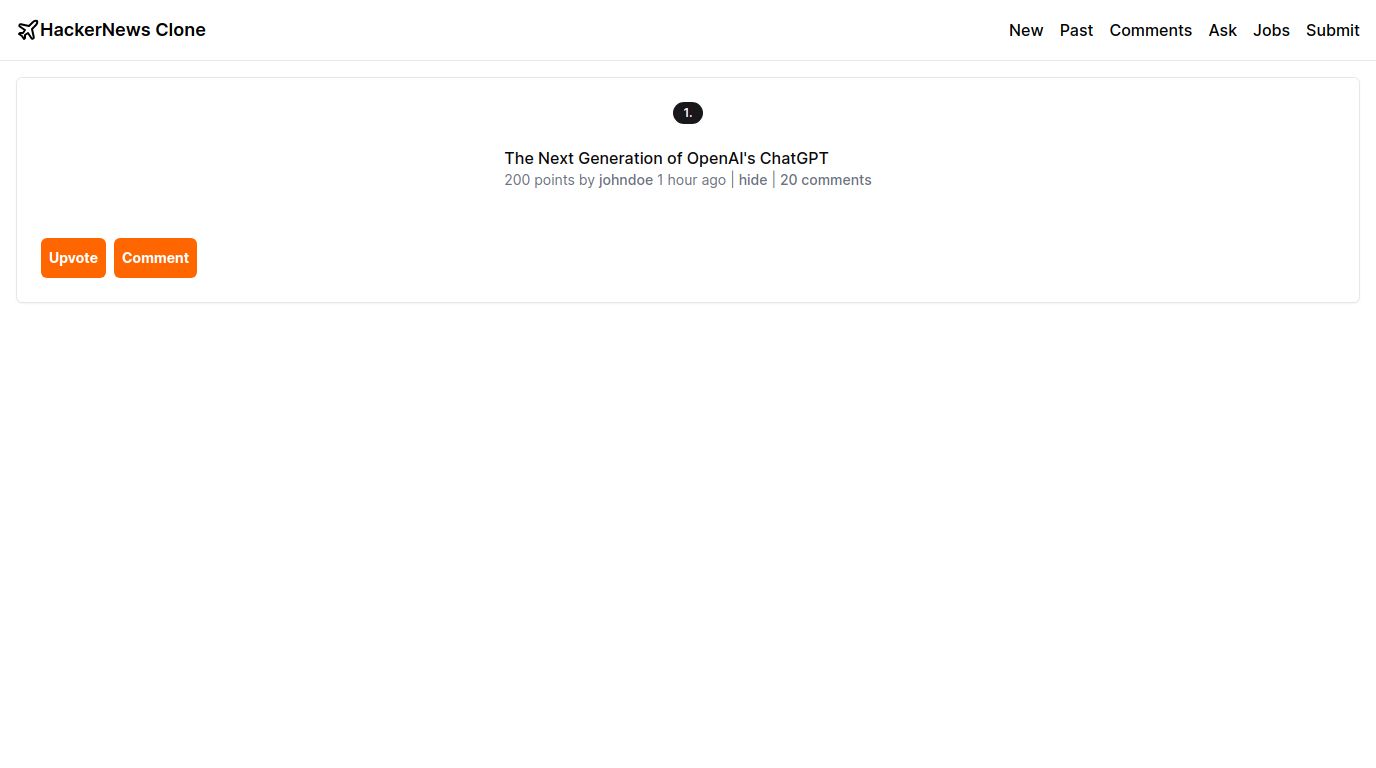 HackerNews Clone
New Past Comments Ask Jobs Submit
1.
The Next Generation of OpenAI's ChatGPT
200 points by johndoe 1 hour ago | hide | 20 comments
Upvote Comment